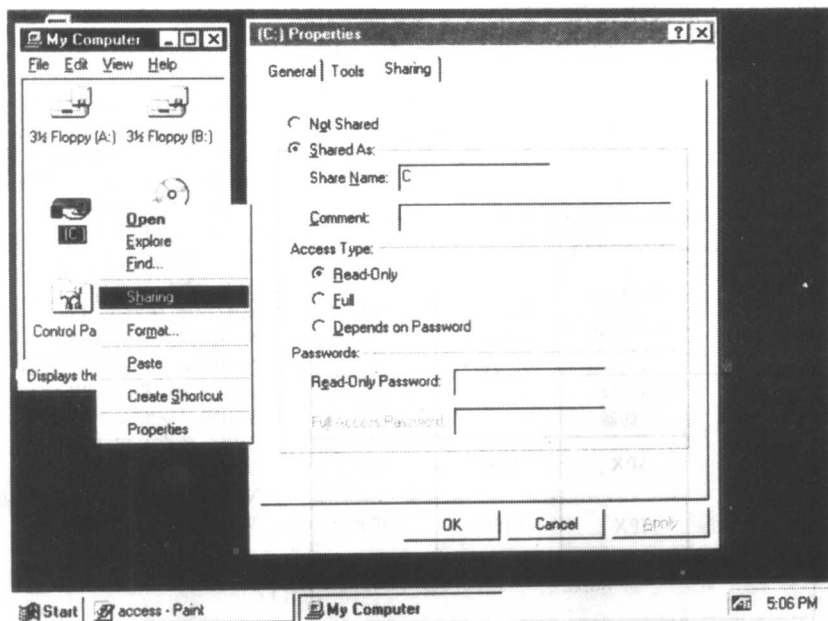 My Computer
File Edit View Help
3½ Floppy (A:) 3½ Floppy (B:)
(C:)
Open
Explore
Find...
Sharing...
Format...
Paste
Create Shortcut
Properties
Control Pa
Displays the
(C:) Properties
General Tools Sharing
Not Shared
Shared As:
Share Name: C
Comment:
Access Type:
Read-Only
Full
Depends on Password
Passwords:
Read-Only Password:
Full Access Password:
OK Cancel Apply
Start access - Paint My Computer 5:06 PM